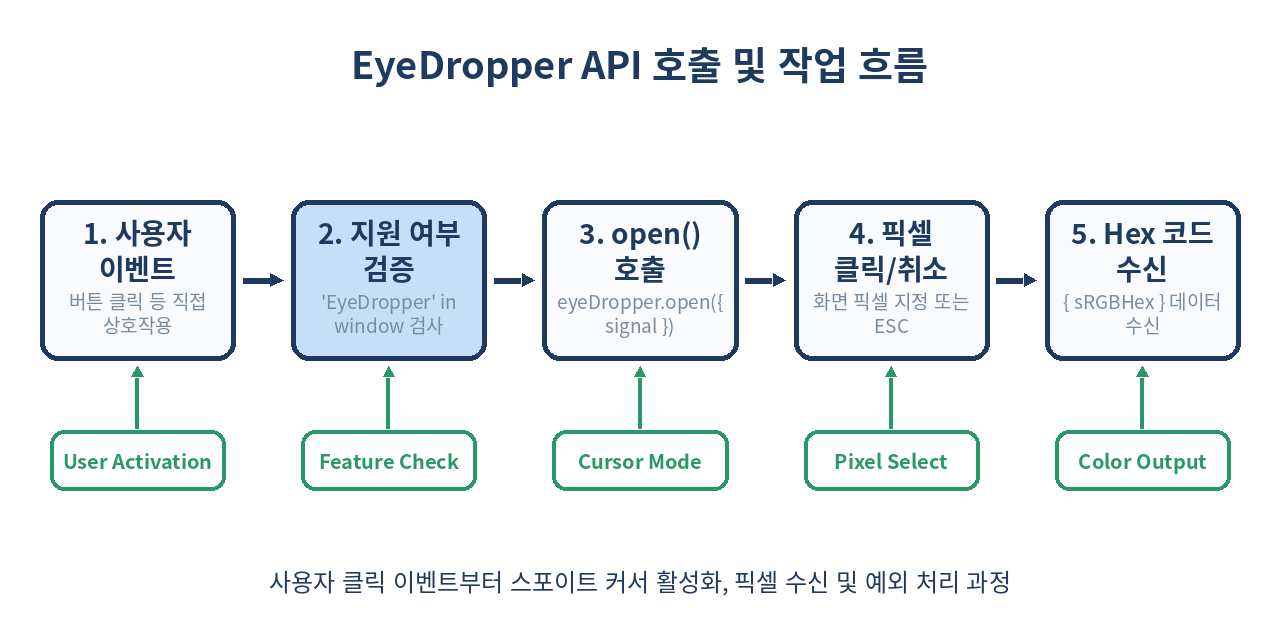 EyeDropper API 호출 및 작업 흐름
1. 사용자
이벤트
버튼 클릭 등 직접
상호작용
2. 지원 여부
검증
'EyeDropper' in
window 검사
3. open()
호출
eyeDropper.open({
signal })
4. 픽셀
클릭/취소
화면 픽셀 지정 또는
ESC
5. Hex 코드
수신
{ sRGBHex } 데이터
수신
User Activation
Feature Check
Cursor Mode
Pixel Select
Color Output
사용자 클릭 이벤트부터 스포이트 커서 활성화, 픽셀 수신 및 예외 처리 과정